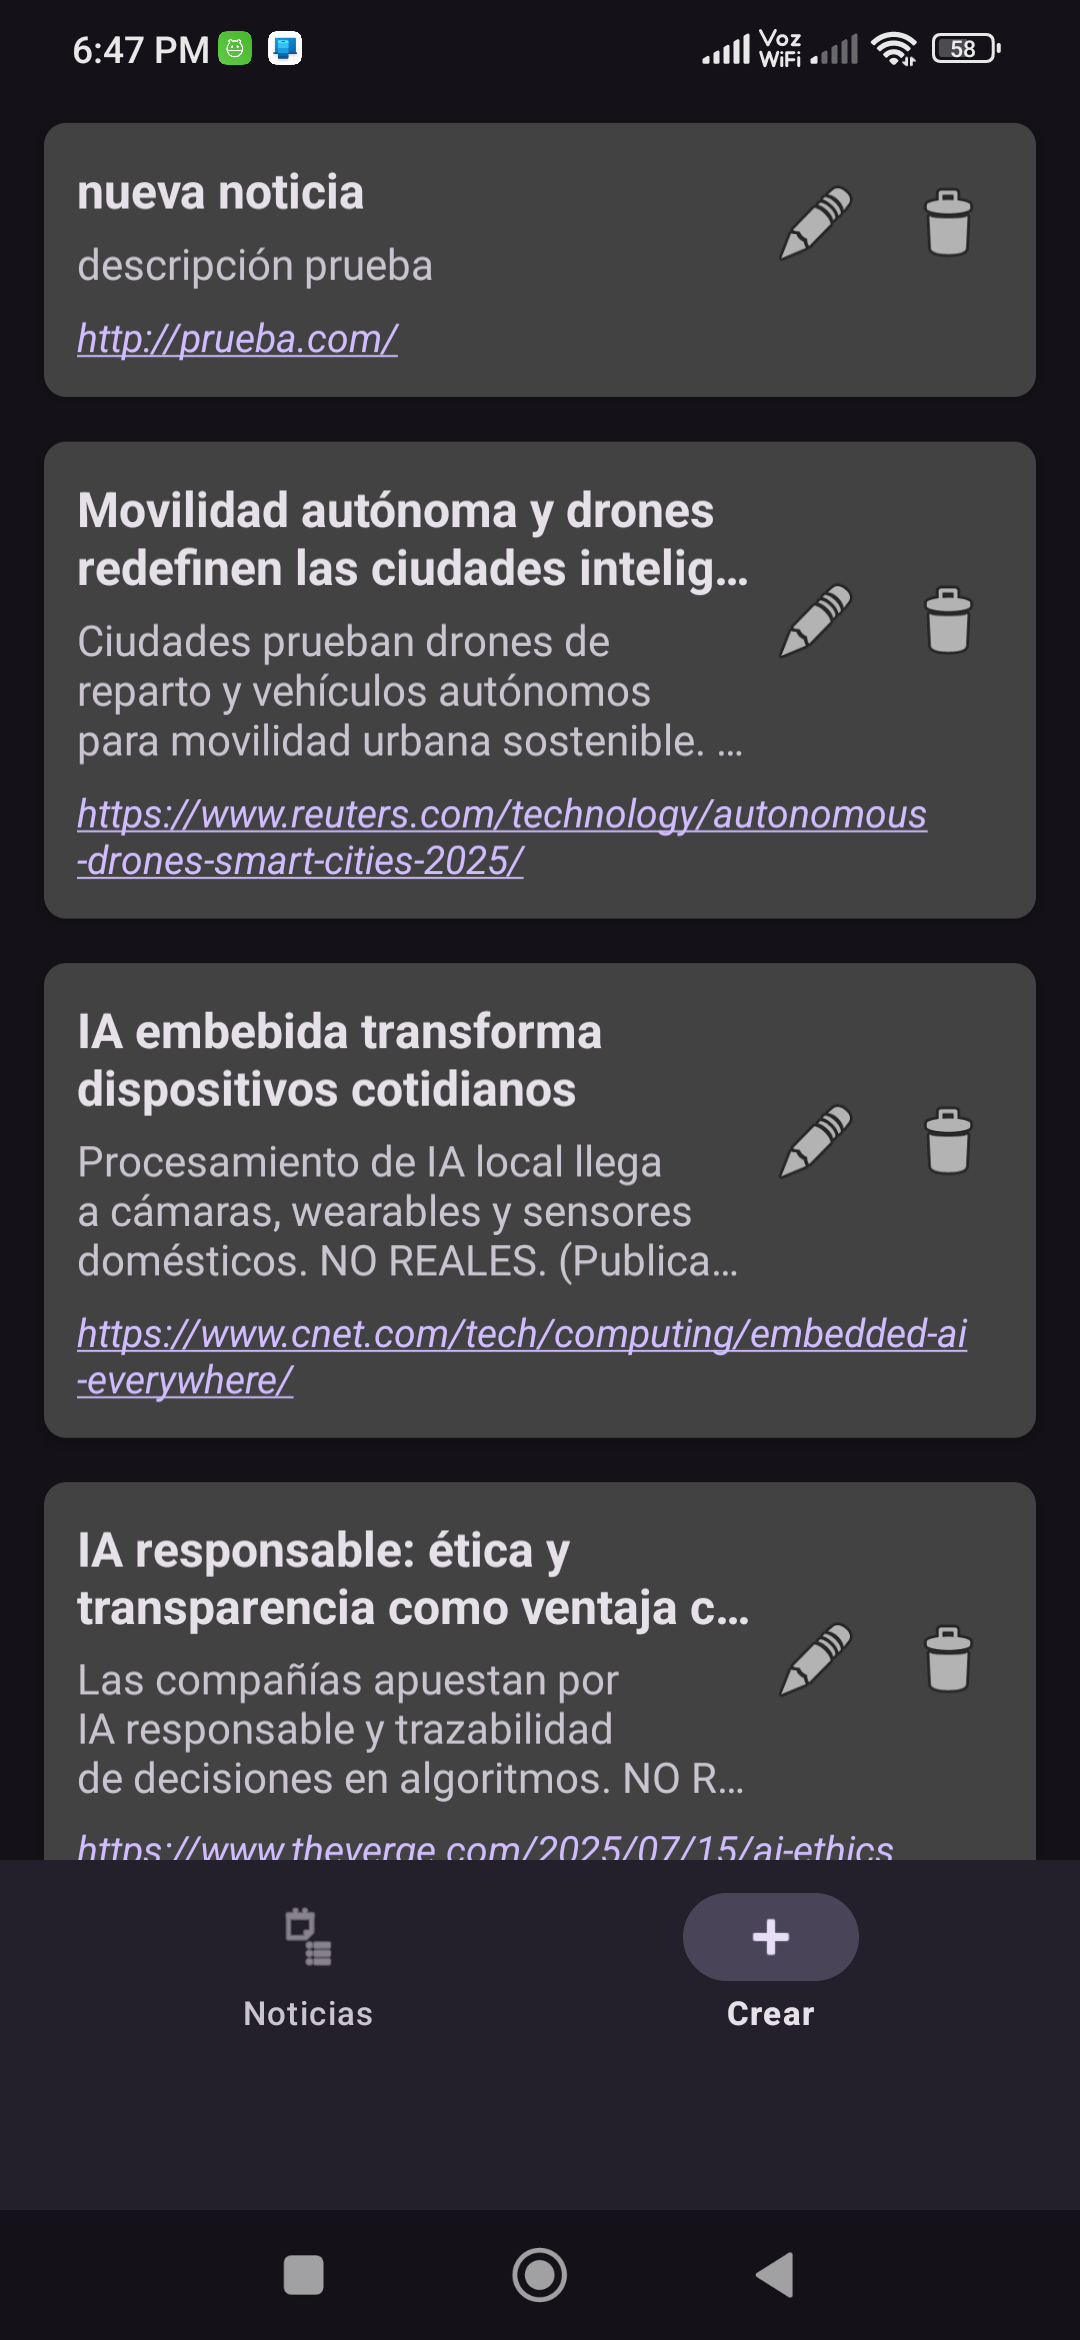 6:47 PM
Voz
WiFi
58
nueva noticia
descripción prueba
http://prueba.com/
Movilidad autónoma y drones
redefinen las ciudades intelig...
Ciudades prueban drones de
reparto y vehículos autónomos
para movilidad urbana sostenible. ...
https://www.reuters.com/technology/autonomous
-drones-smart-cities-2025/
IA embebida transforma
dispositivos cotidianos
Procesamiento de IA local llega
a cámaras, wearables y sensores
domésticos. NO REALES. (Publica...
https://www.cnet.com/tech/computing/embedded-ai
-everywhere/
IA responsable: ética y
transparencia como ventaja c...
Las compañías apuestan por
IA responsable y trazabilidad
de decisiones en algoritmos. NO R...
https://www.theverge.com/2025/07/15/ai-ethics
Noticias
Crear